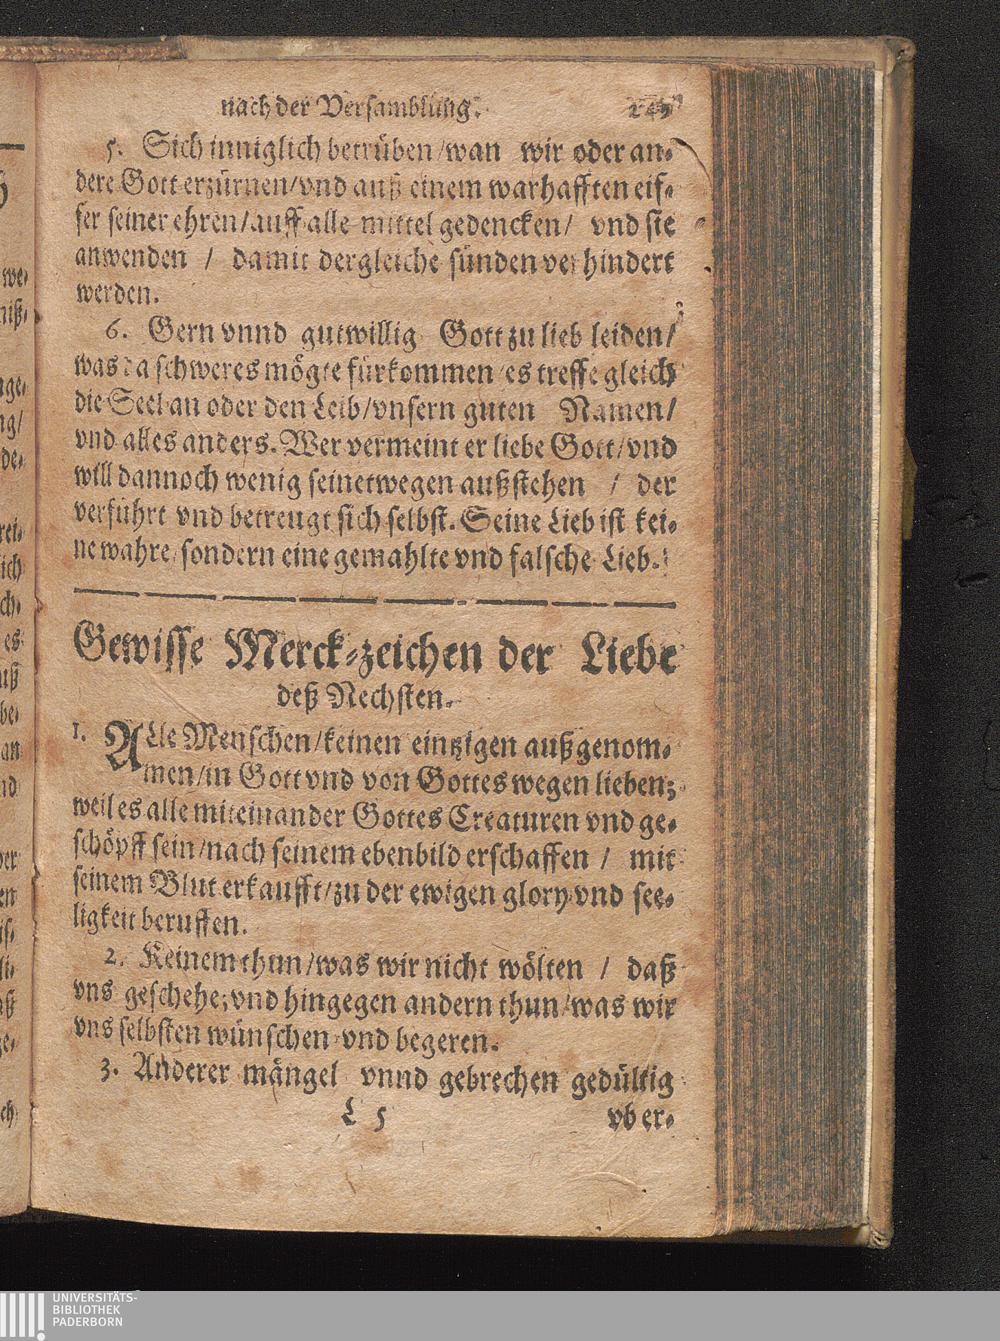 nach der Versamblung.
5. Sich inniglich betrüben/wan wir oder an-
dere Gott erzürnen/vnd auß einem warhafften eif-
fer seiner ehren/auff alle mittel gedencken/ vnd sie
anwenden / damit dergleiche sünden verhindert
werden.
6. Gern vnnd gutwillig Gott zu lieb leiden/
was da schweres mögte fürkommen/es treffe gleich
die Seel an oder den Leib/vnsern guten Namen/
vnd alles anders. Wer vermeint er liebe Gott/vnd
will dannoch wenig seinetwegen außstehen / der
verführt vnd betreugt sich selbst. Seine Lieb ist kei-
ne wahre/sondern eine gemahlte vnd falsche Lieb.
Gewisse Merck-zeichen der Liebe
deß Nechsten.
1. ALle Menschen/keinen eintzigen außgenom-
men/in Gott vnd von Gottes wegen lieben;
weil es alle miteinander Gottes Creaturen vnd ge-
schöpff sein/nach seinem ebenbild erschaffen / mit
seinem Blut erkaufft/zu der ewigen glory vnd see-
ligkeit beruffen.
2. Keinem thun/was wir nicht wölten / daß
vns geschehe; vnd hingegen andern thun/was wir
vns selbsten wünschen vnd begeren.
3. Anderer mängel vnnd gebrechen gedültig
L 5 vber-
UNIVERSITÄTS-
BIBLIOTHEK
PADERBORN